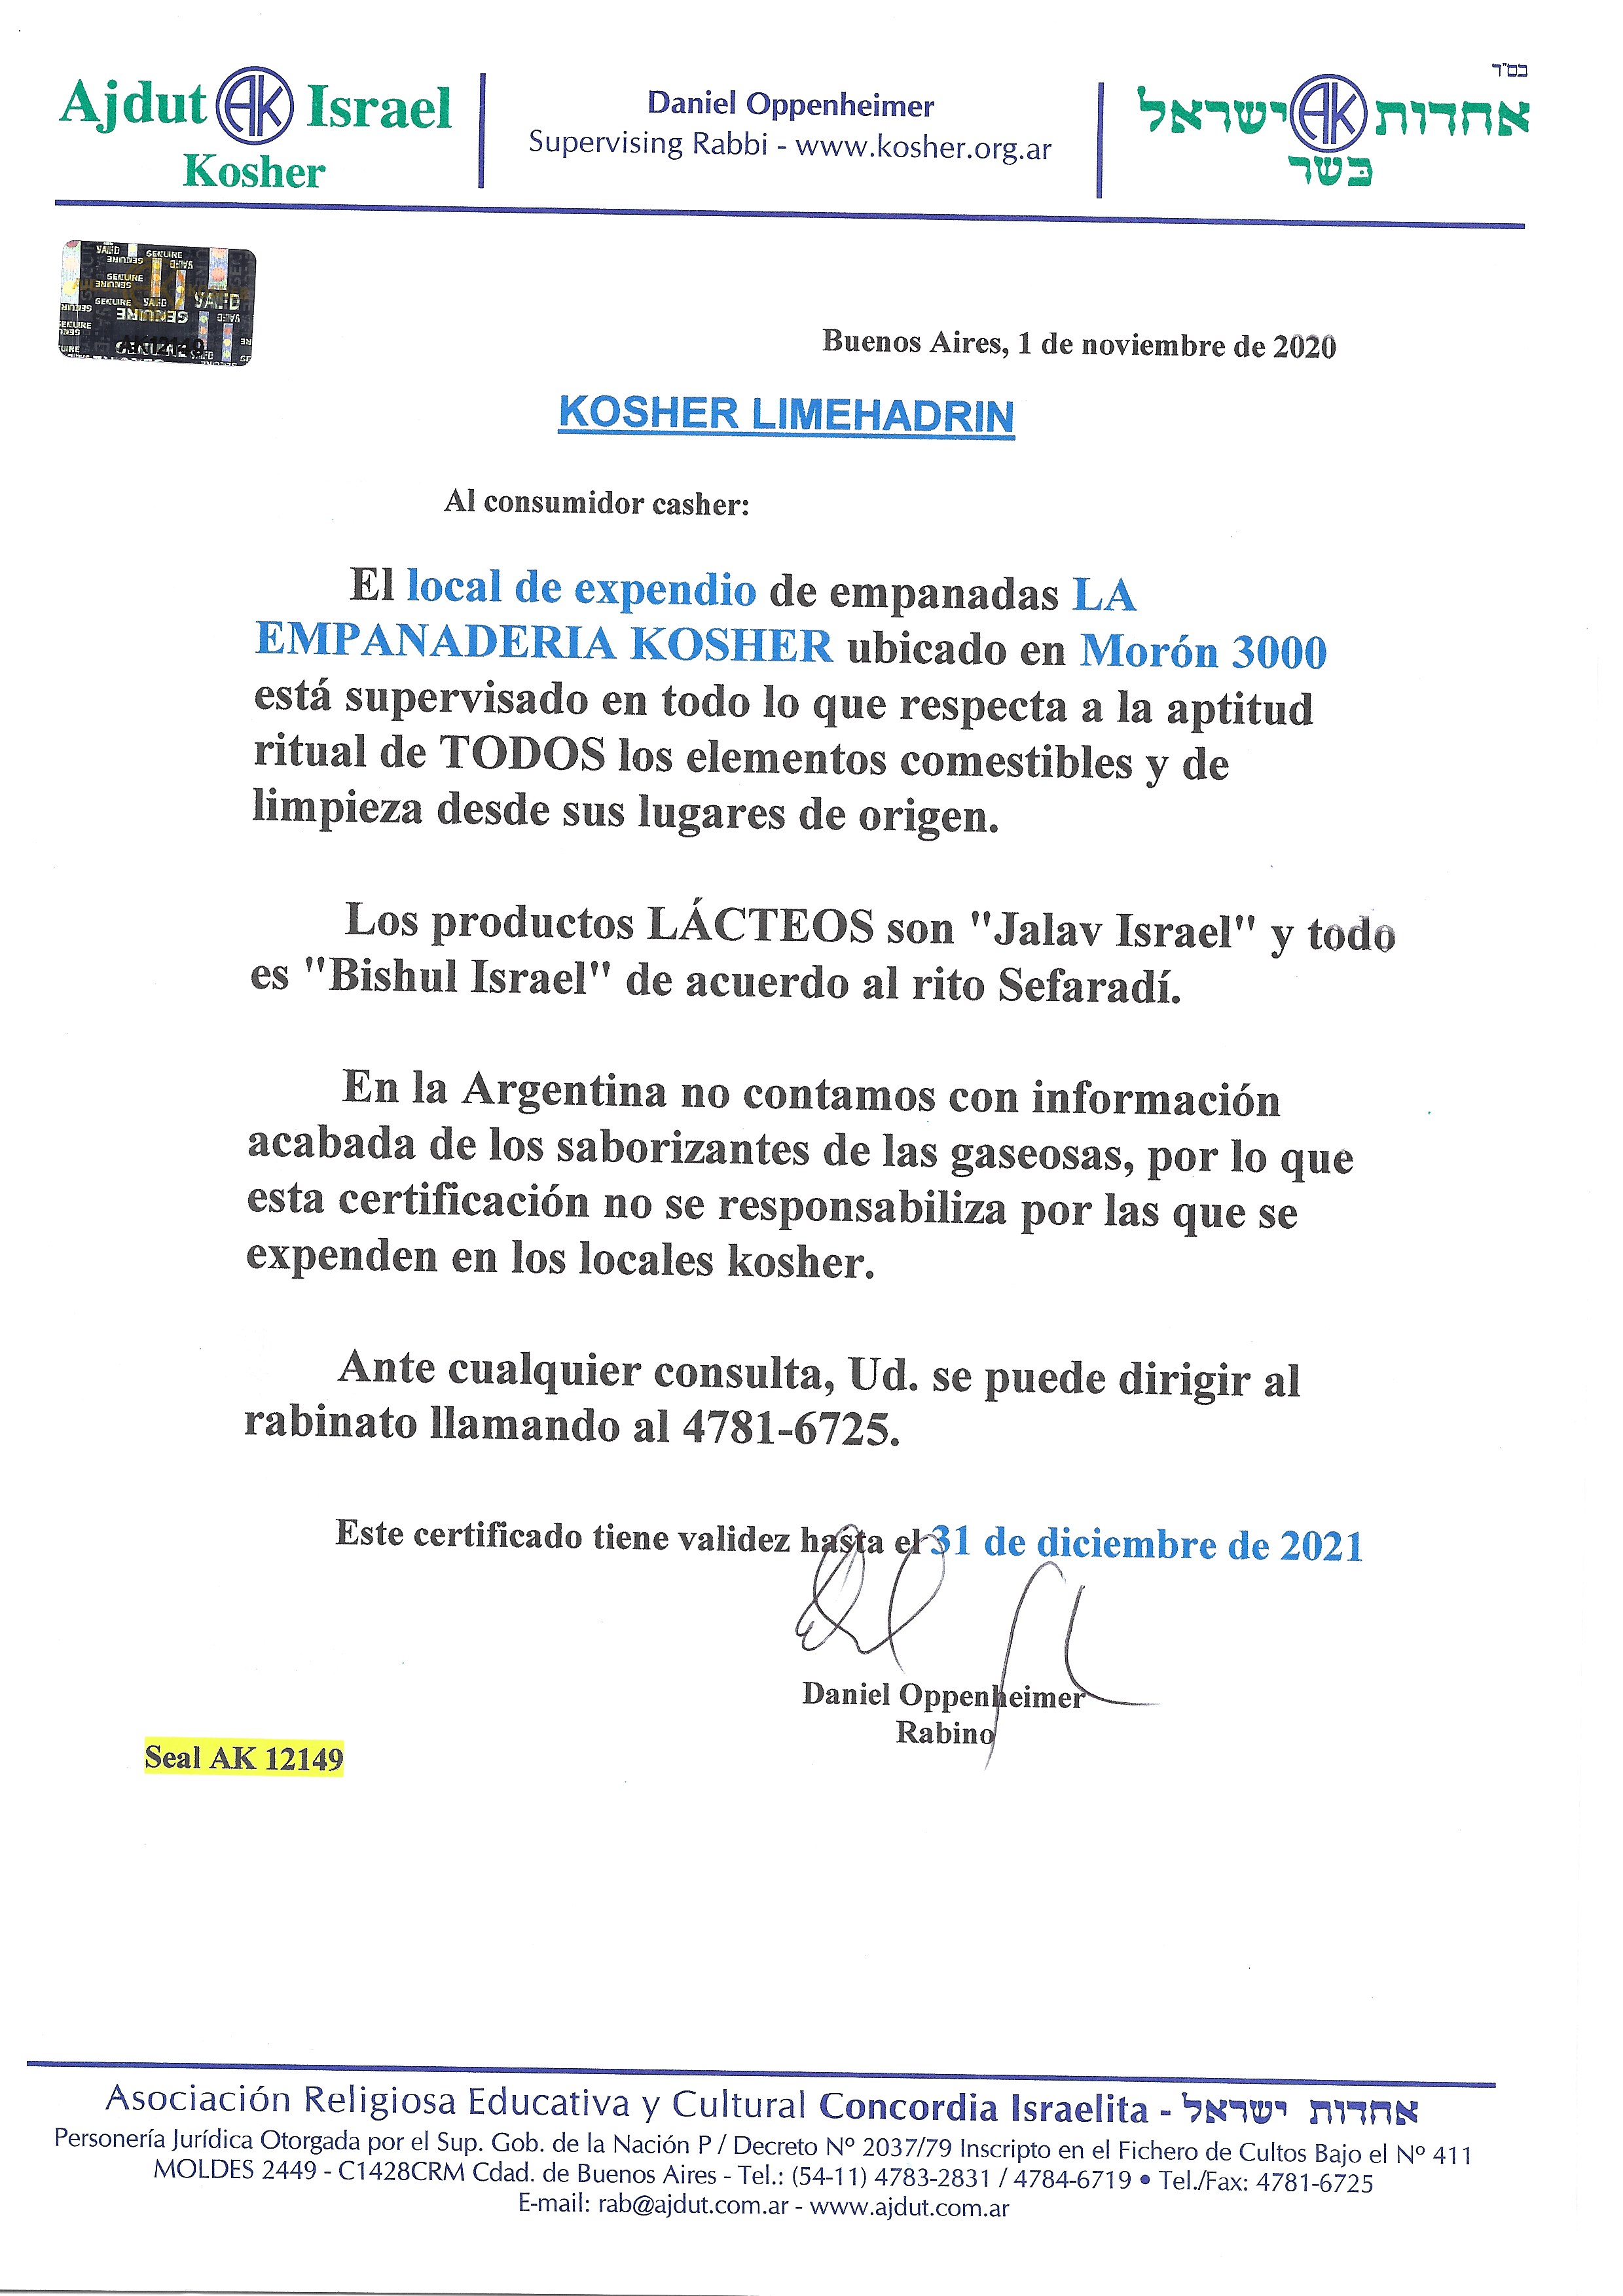 בס"ד
Ajdut AK Israel
Kosher
Daniel Oppenheimer
Supervising Rabbi - www.kosher.org.ar
אחדות AK ישראל
כשר
Buenos Aires, 1 de noviembre de 2020
KOSHER LIMEHADRIN
Al consumidor casher:
El local de expendio de empanadas LA
EMPANADERIA KOSHER ubicado en Morón 3000
está supervisado en todo lo que respecta a la aptitud
ritual de TODOS los elementos comestibles y de
limpieza desde sus lugares de origen.
Los productos LÁCTEOS son "Jalav Israel" y todo
es "Bishul Israel" de acuerdo al rito Sefaradí.
En la Argentina no contamos con información
acabada de los saborizantes de las gaseosas, por lo que
esta certificación no se responsabiliza por las que se
expenden en los locales kosher.
Ante cualquier consulta, Ud. se puede dirigir al
rabinato llamando al 4781-6725.
Este certificado tiene validez hasta el 31 de diciembre de 2021
Daniel Oppenheimer
Rabino
Seal AK 12149
Asociación Religiosa Educativa y Cultural Concordia Israelita - אחדות ישראל
Personería Jurídica Otorgada por el Sup. Gob. de la Nación P / Decreto Nº 2037/79 Inscripto en el Fichero de Cultos Bajo el Nº 411
MOLDES 2449 - C1428CRM Cdad. de Buenos Aires - Tel.: (54-11) 4783-2831 / 4784-6719 • Tel./Fax: 4781-6725
E-mail: rab@ajdut.com.ar - www.ajdut.com.ar